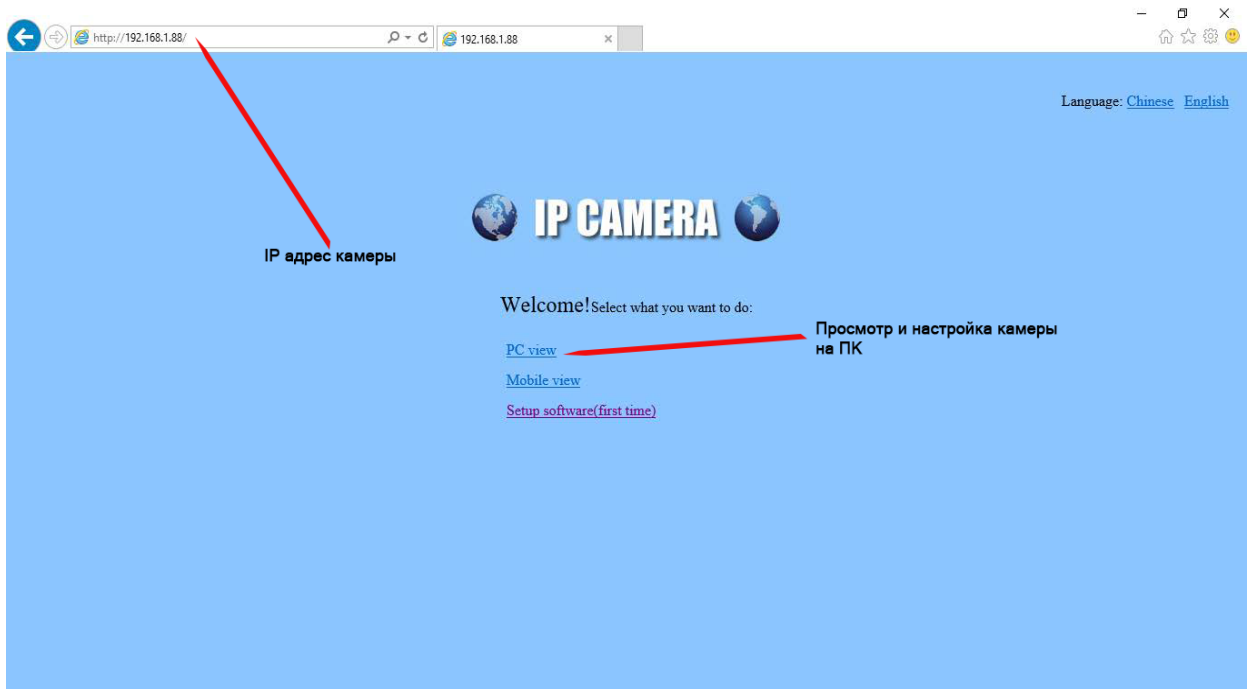 http://192.168.1.88/
192.168.1.88
Language: Chinese English
IP CAMERA
IP адрес камеры
Welcome!Select what you want to do:
Просмотр и настройка камеры
на ПК
PC view
Mobile view
Setup software(first time)